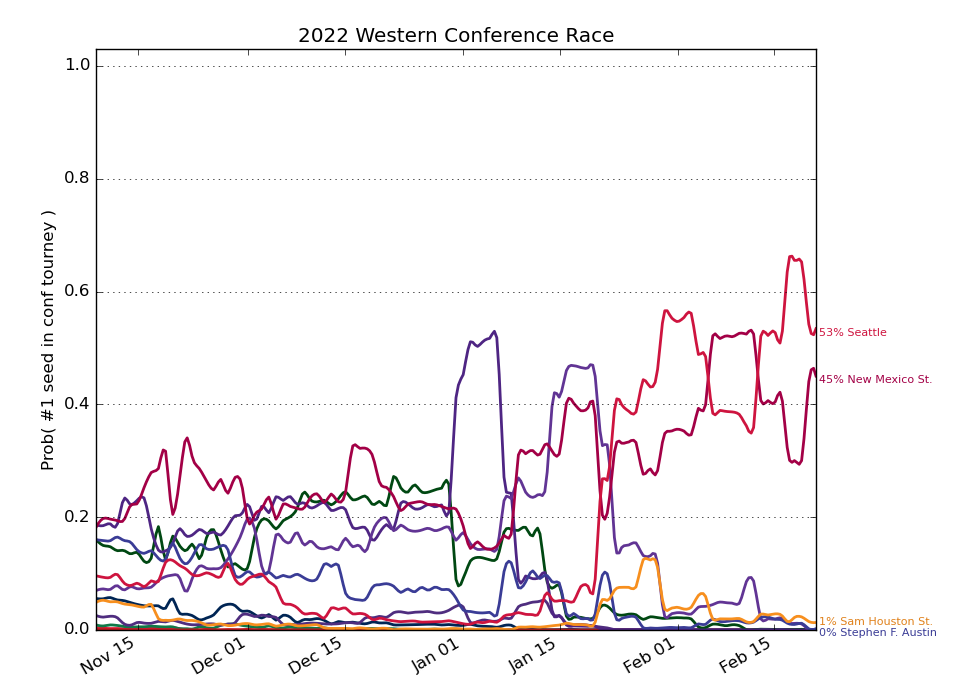 2022 Western Conference Race
Prob( #1 seed in conf tourney )
1.0
0.8
0.6
0.4
0.2
0.0
53% Seattle
45% New Mexico St.
1% Sam Houston St.
0% Stephen F. Austin
Nov 15
Dec 01
Dec 15
Jan 01
Jan 15
Feb 01
Feb 15